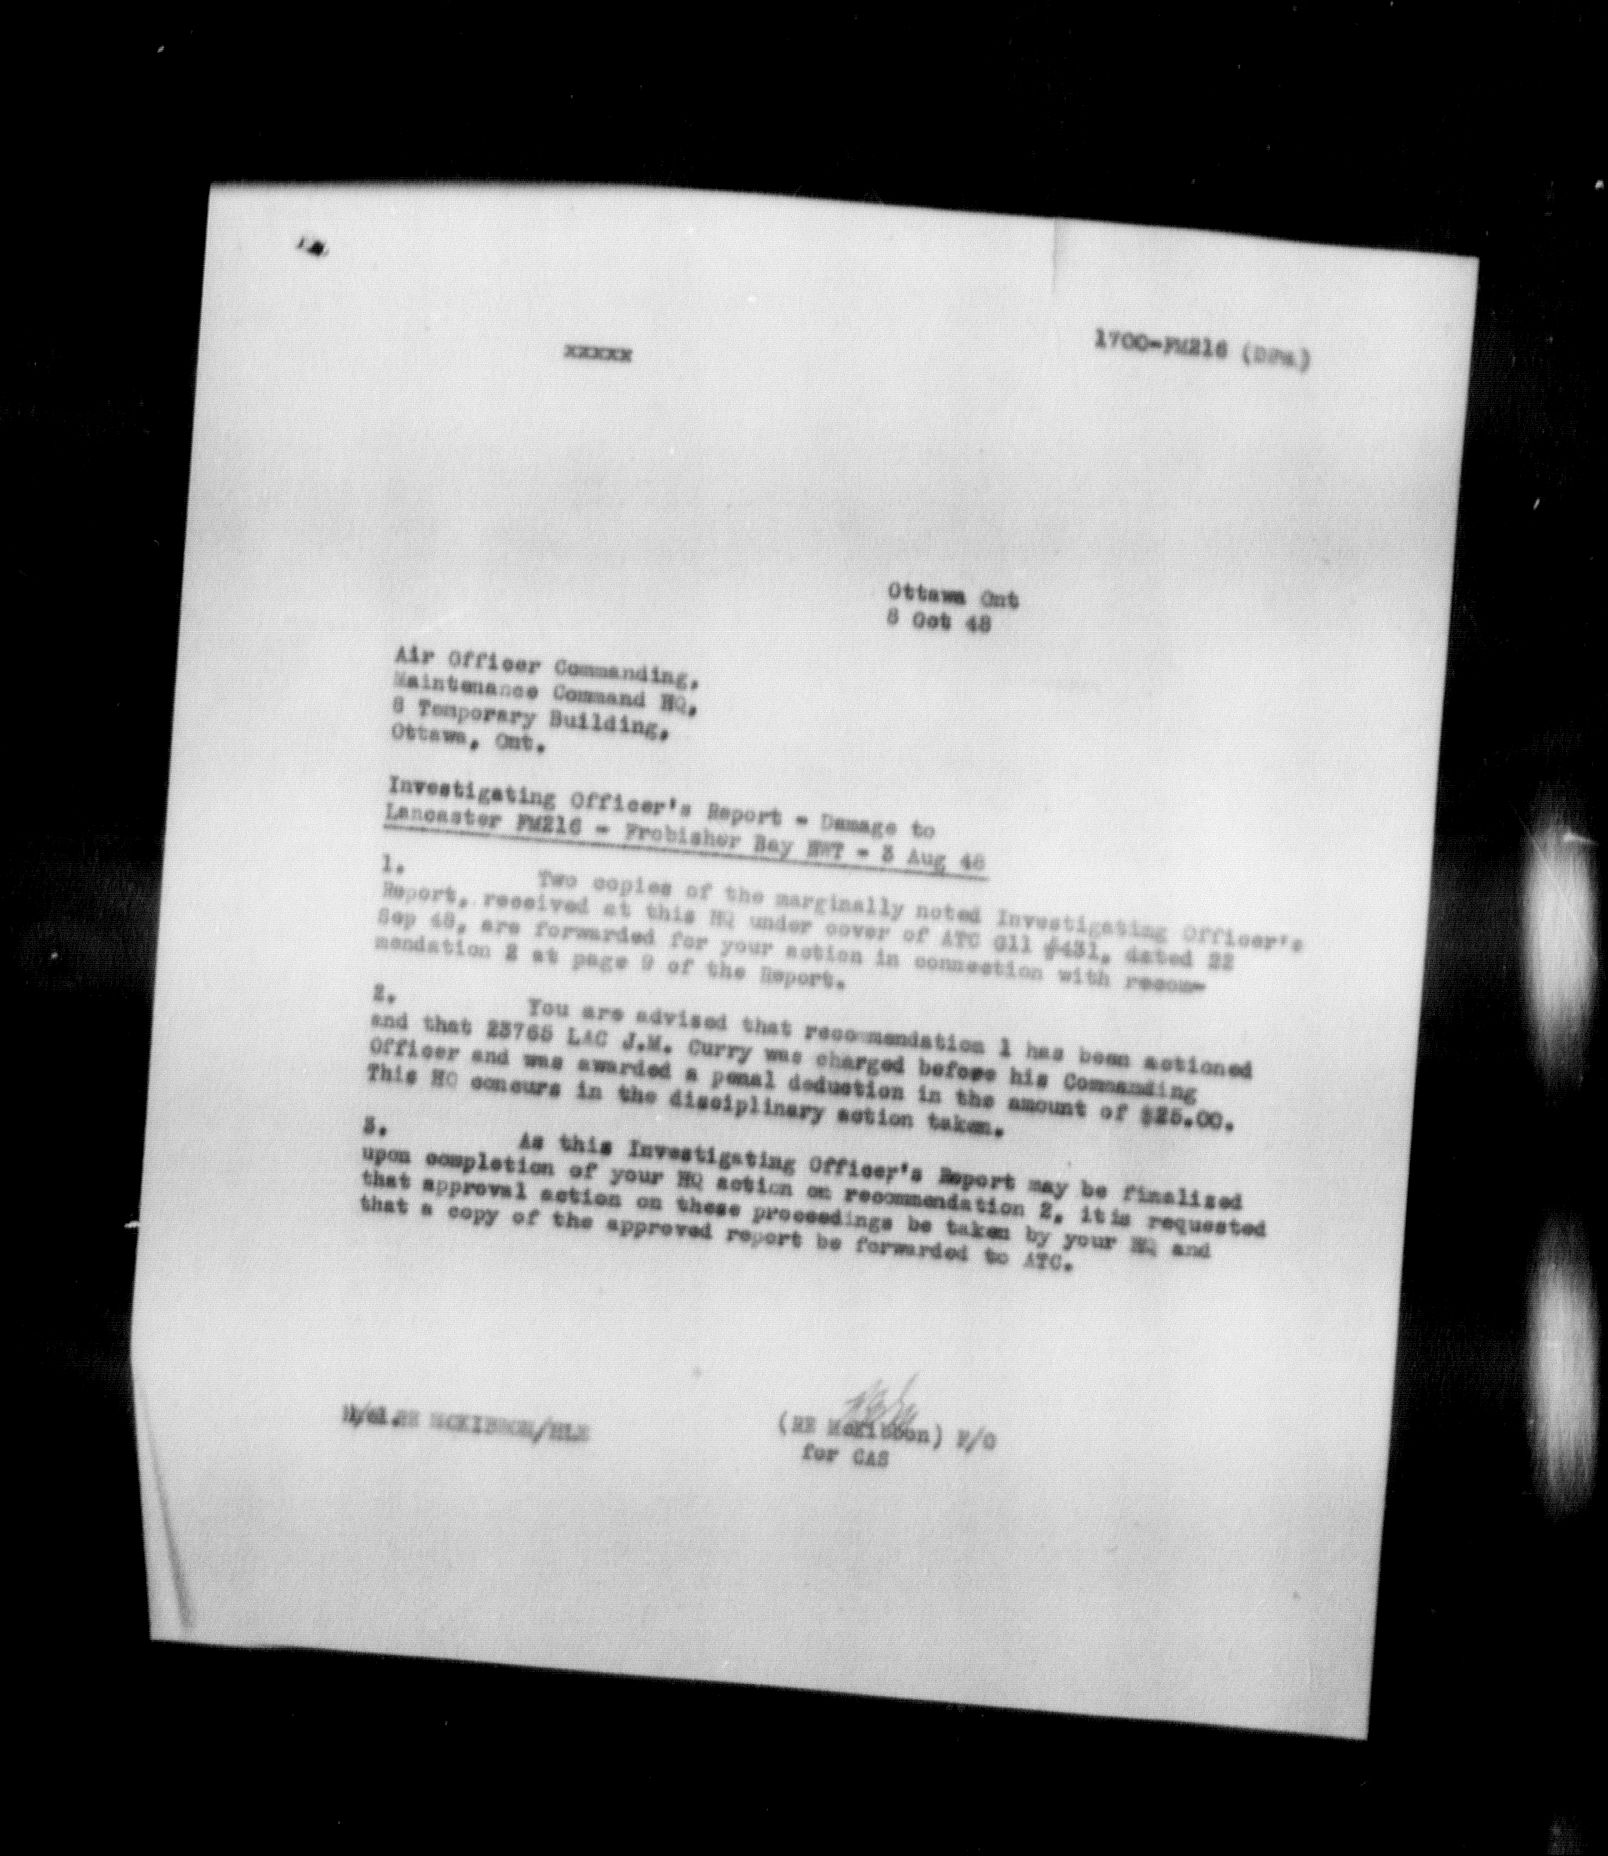 xxxxx
1700-FM216
Ottawa Ont
8 Oct 48
Air Officer Commanding,
Maintenance Command HQ,
8 Temporary Building,
Ottawa, Ont.
Investigating Officer's Report - Damage to
Lancaster FM216 - Frobisher Bay NWT - 3 Aug 48
1. Two copies of the marginally noted Investigating Officer's
Report, received at this HQ under cover of ATC G11 #431, dated 22
Sep 48, are forwarded for your action in connection with recom-
mendation 2 at page 9 of the Report.
2. You are advised that recommendation 1 has been actioned
and that 23765 LAC J.M. Curry was charged before his Commanding
Officer and was awarded a penal deduction in the amount of $25.00.
This HQ concurs in the disciplinary action taken.
3. As this Investigating Officer's Report may be finalized
upon completion of your HQ action on recommendation 2, it is requested
that approval action on these proceedings be taken by your HQ and
that a copy of the approved report be forwarded to ATC.
(RE McKibbon) F/O
for CAS